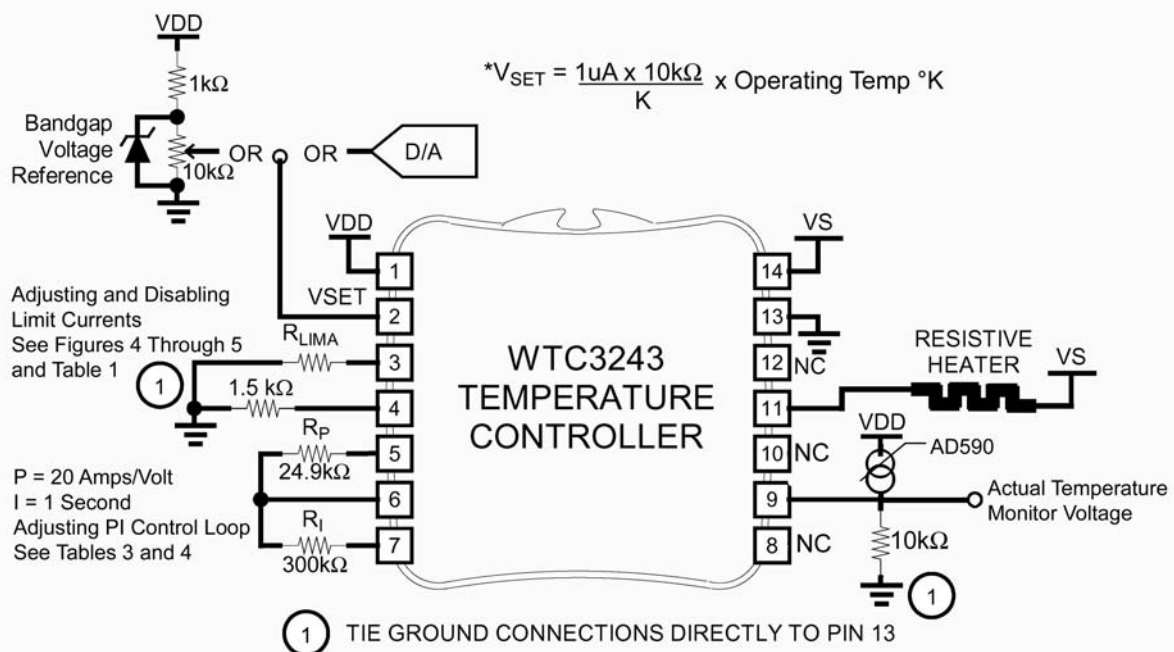 VDD
1kΩ
Bandgap
Voltage
Reference
10kΩ
OR
OR
D/A
*VSET = 1uA x 10kΩ / K x Operating Temp °K
VDD
VSET
Adjusting and Disabling
Limit Currents
See Figures 4 Through 5
and Table 1
1
RLIMA
1.5 kΩ
RP
24.9kΩ
P = 20 Amps/Volt
I = 1 Second
Adjusting PI Control Loop
See Tables 3 and 4
RI
300kΩ
1
2
3
4
5
6
7
WTC3243
TEMPERATURE
CONTROLLER
14
13
12
11
10
9
8
VS
NC
NC
NC
RESISTIVE
HEATER
VS
VDD
AD590
Actual Temperature
Monitor Voltage
10kΩ
1
1 TIE GROUND CONNECTIONS DIRECTLY TO PIN 13